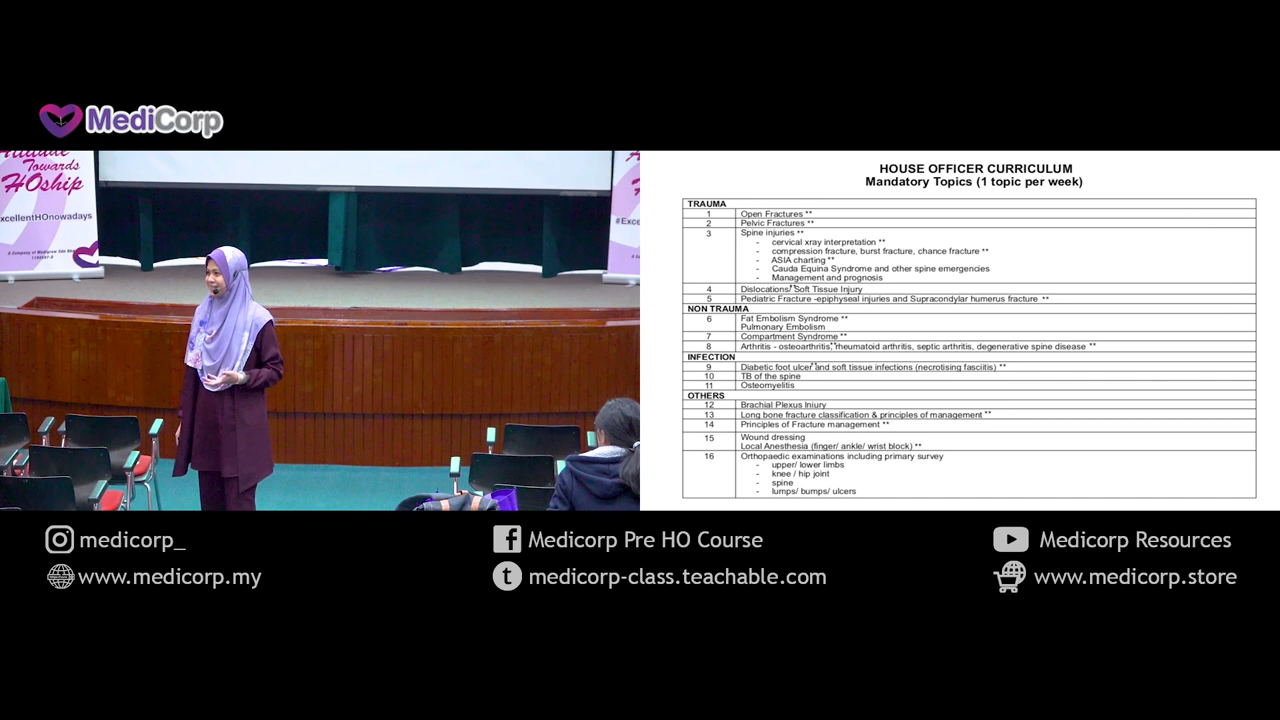 MediCorp
Attitude
Towards
HOship
xcellentHOnowadays
#Exce
HOUSE OFFICER CURRICULUM
Mandatory Topics (1 topic per week)
TRAUMA
1 Open Fractures **
2 Pelvic Fractures **
3 Spine injuries **
- cervical xray interpretation **
- compression fracture, burst fracture, chance fracture **
- ASIA charting **
- Cauda Equina Syndrome and other spine emergencies
- Management and prognosis
4 Dislocations/ Soft Tissue Injury **
5 Pediatric Fracture -epiphyseal injuries and Supracondylar humerus fracture **
NON TRAUMA
6 Fat Embolism Syndrome **
Pulmonary Embolism
7 Compartment Syndrome **
8 Arthritis - osteoarthritis,** rheumatoid arthritis, septic arthritis, degenerative spine disease **
INFECTION
9 Diabetic foot ulcer ** and soft tissue infections (necrotising fasciitis) **
10 TB of the spine
11 Osteomyelitis
OTHERS
12 Brachial Plexus Injury
13 Long bone fracture classification & principles of management **
14 Principles of Fracture management **
15 Wound dressing
Local Anesthesia (finger/ ankle/ wrist block) **
16 Orthopaedic examinations including primary survey
- upper/ lower limbs
- knee / hip joint
- spine
- lumps/ bumps/ ulcers
medicorp_
Medicorp Pre HO Course
Medicorp Resources
www.medicorp.my
medicorp-class.teachable.com
www.medicorp.store